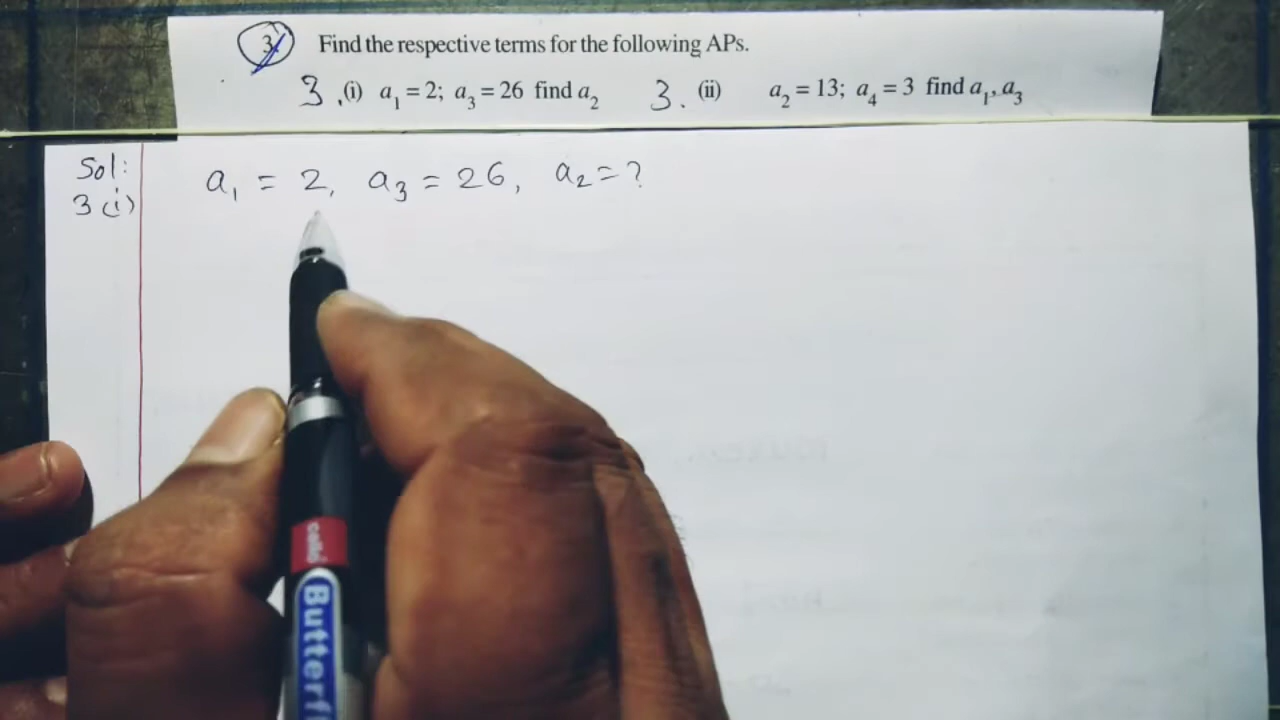 3 Find the respective terms for the following APs.
3. (i) a₁ = 2; a₃ = 26 find a₂ 3. (ii) a₂ = 13; a₄ = 3 find a₁, a₃
Sol: a₁ = 2, a₃ = 26, a₂ = ?
3 (i)
cello
Butterfl